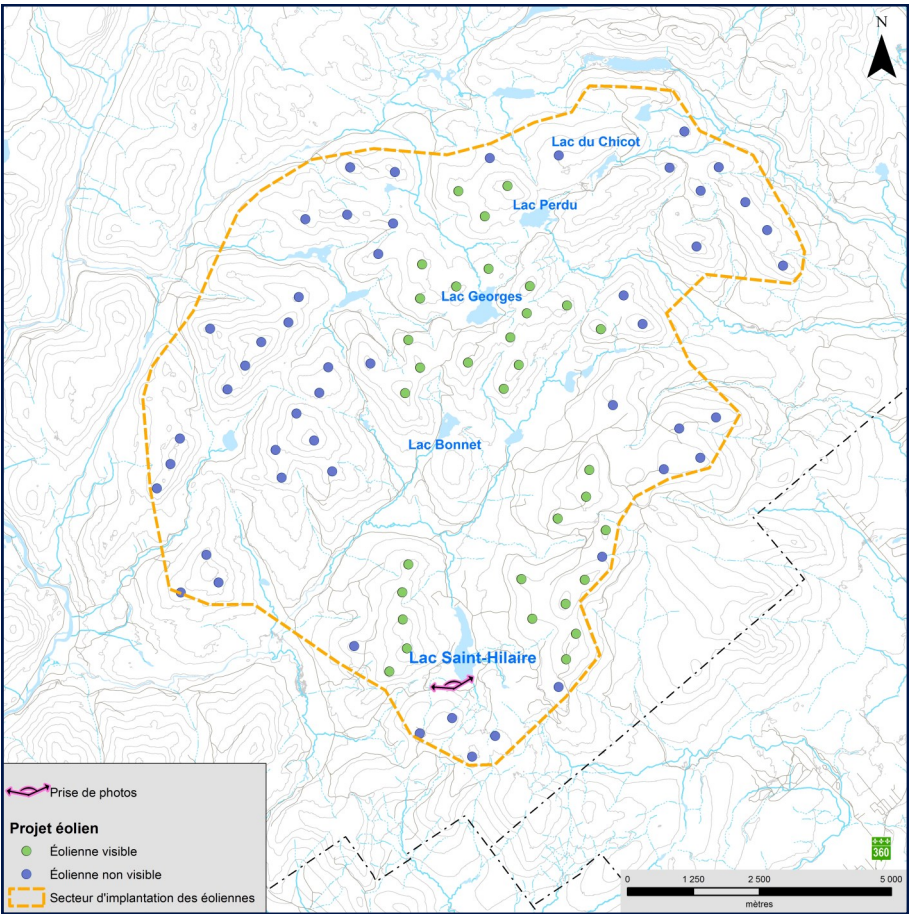 N
Lac du Chicot
Lac Perdu
Lac Georges
Lac Bonnet
Lac Saint-Hilaire
Prise de photos
Projet éolien
Éolienne visible
Éolienne non visible
Secteur d'implantation des éoliennes
360
0 1 250 2 500 5 000
mètres